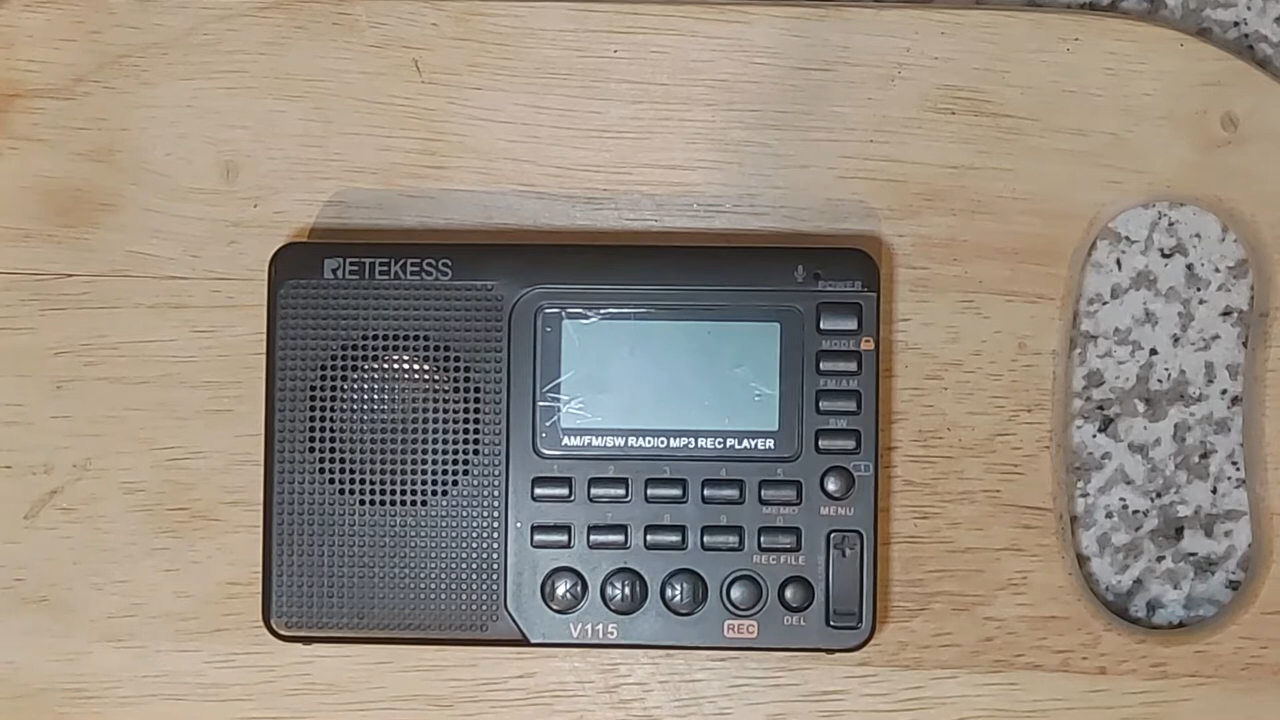 RETEKESS
POWER
MODE
FM/AM
SW
AM/FM/SW RADIO MP3 REC PLAYER
1 2 3 4 5
MEMO
MENU
7 8 9 0
REC FILE
+
DEL
V115
REC